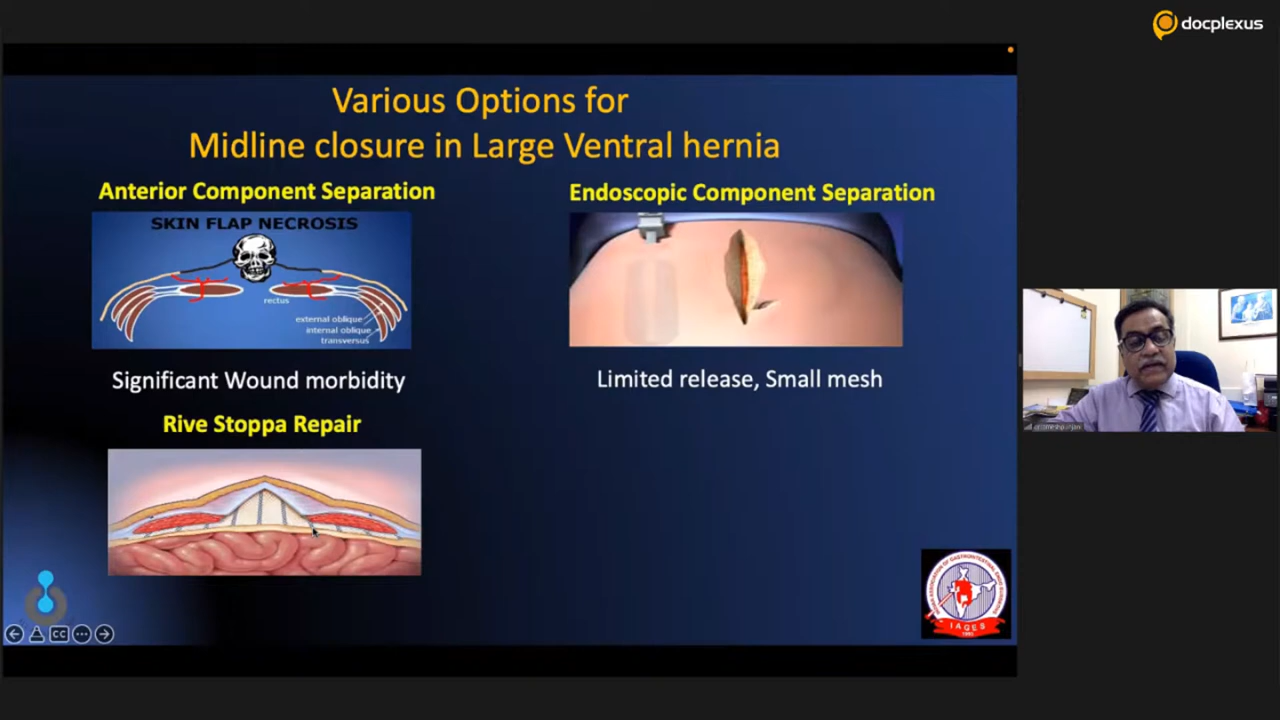 docplexus
Various Options for
Midline closure in Large Ventral hernia
Anterior Component Separation
SKIN FLAP NECROSIS
rectus
external oblique
internal oblique
transversus
Significant Wound morbidity
Endoscopic Component Separation
Limited release, Small mesh
Rive Stoppa Repair
CC
IAGES